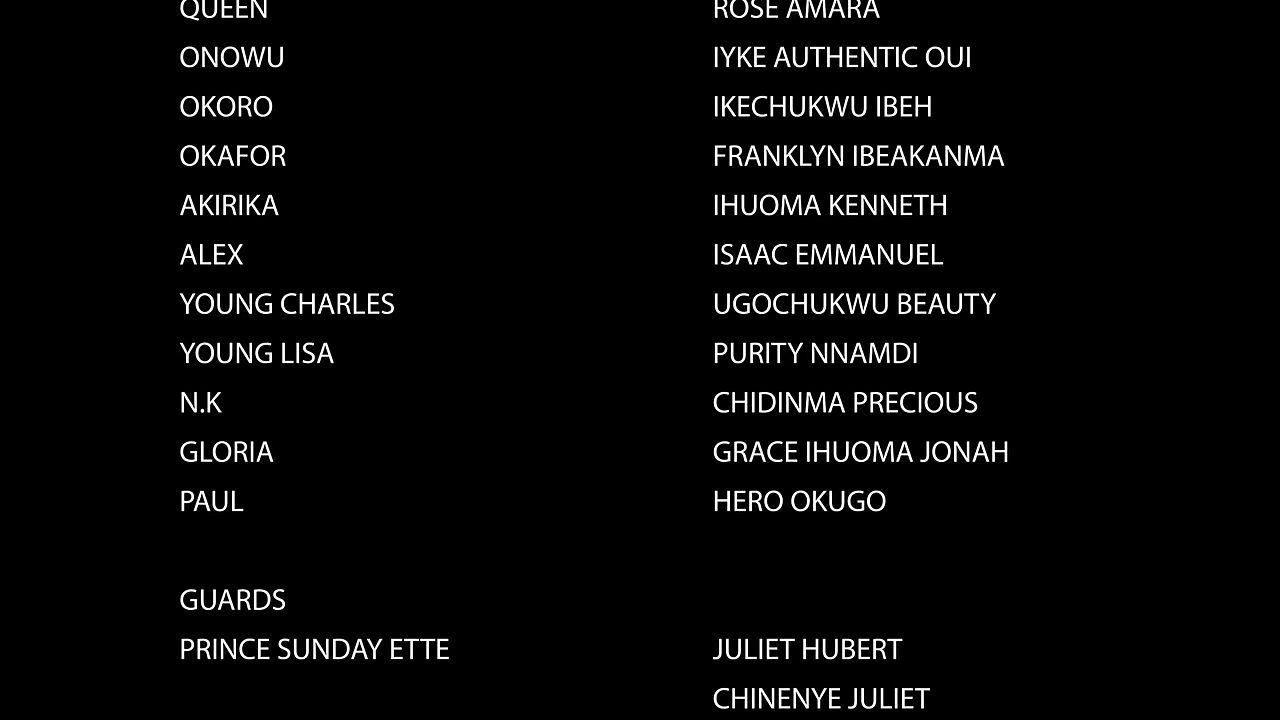 QUEEN ROSE AMARA
ONOWU IYKE AUTHENTIC OUI
OKORO IKECHUKWU IBEH
OKAFOR FRANKLYN IBEAKANMA
AKIRIKA IHUOMA KENNETH
ALEX ISAAC EMMANUEL
YOUNG CHARLES UGOCHUKWU BEAUTY
YOUNG LISA PURITY NNAMDI
N.K CHIDINMA PRECIOUS
GLORIA GRACE IHUOMA JONAH
PAUL HERO OKUGO
GUARDS
PRINCE SUNDAY ETTE JULIET HUBERT
CHINENYE JULIET